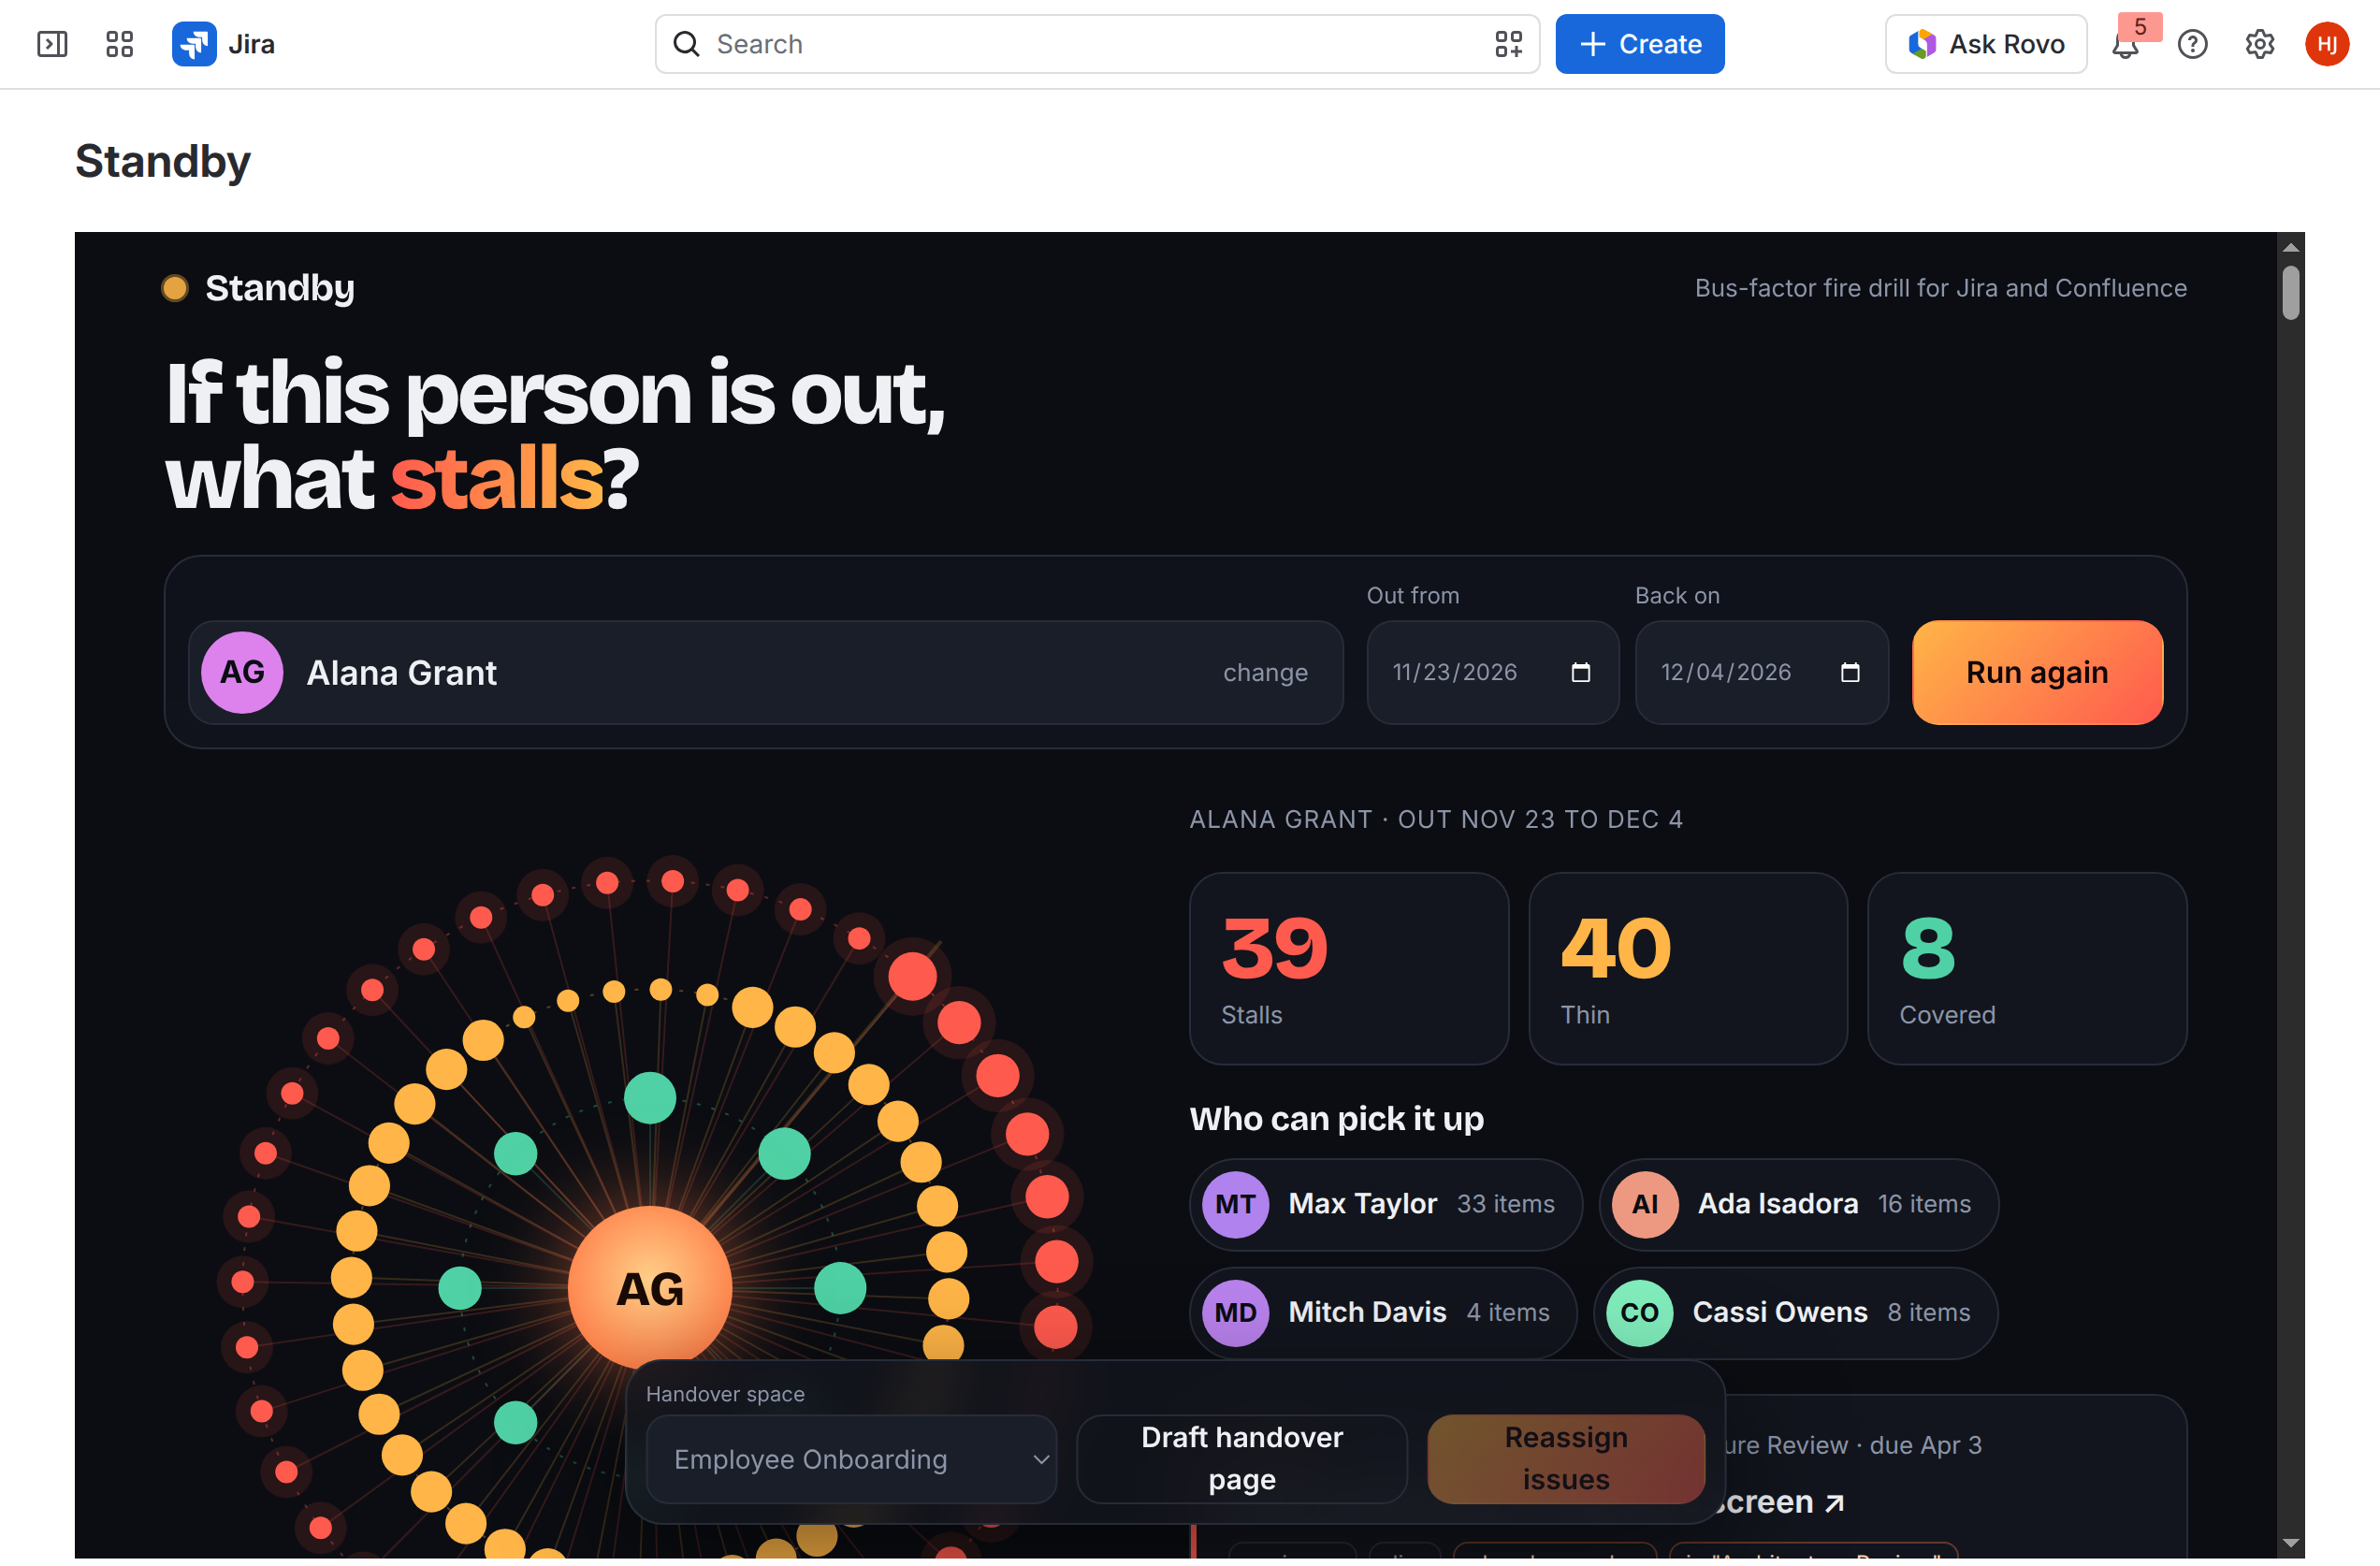 Jira
Search
Create
Ask Rovo
5
HJ
Standby
Standby
Bus-factor fire drill for Jira and Confluence
If this person is out,
what stalls?
Out from
Back on
AG
Alana Grant
change
11/23/2026
12/04/2026
Run again
ALANA GRANT · OUT NOV 23 TO DEC 4
39
Stalls
40
Thin
8
Covered
Who can pick it up
MT Max Taylor 33 items
AI Ada Isadora 16 items
MD Mitch Davis 4 items
CO Cassi Owens 8 items
AG
Handover space
Employee Onboarding
Draft handover
page
Reassign
issues
ure Review · due Apr 3
screen ↗